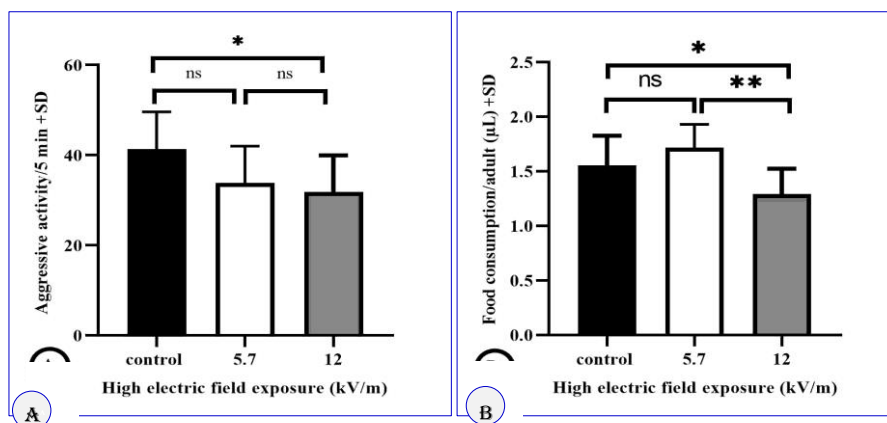 *
ns
ns
60
40
20
0
Aggressive activity/5 min + SD
control 5.7 12
High electric field exposure (kV/m)
A
*
ns
**
2.5
2.0
1.5
1.0
0.5
0.0
Food consumption/adult (µL) + SD
control 5.7 12
High electric field exposure (kV/m)
B